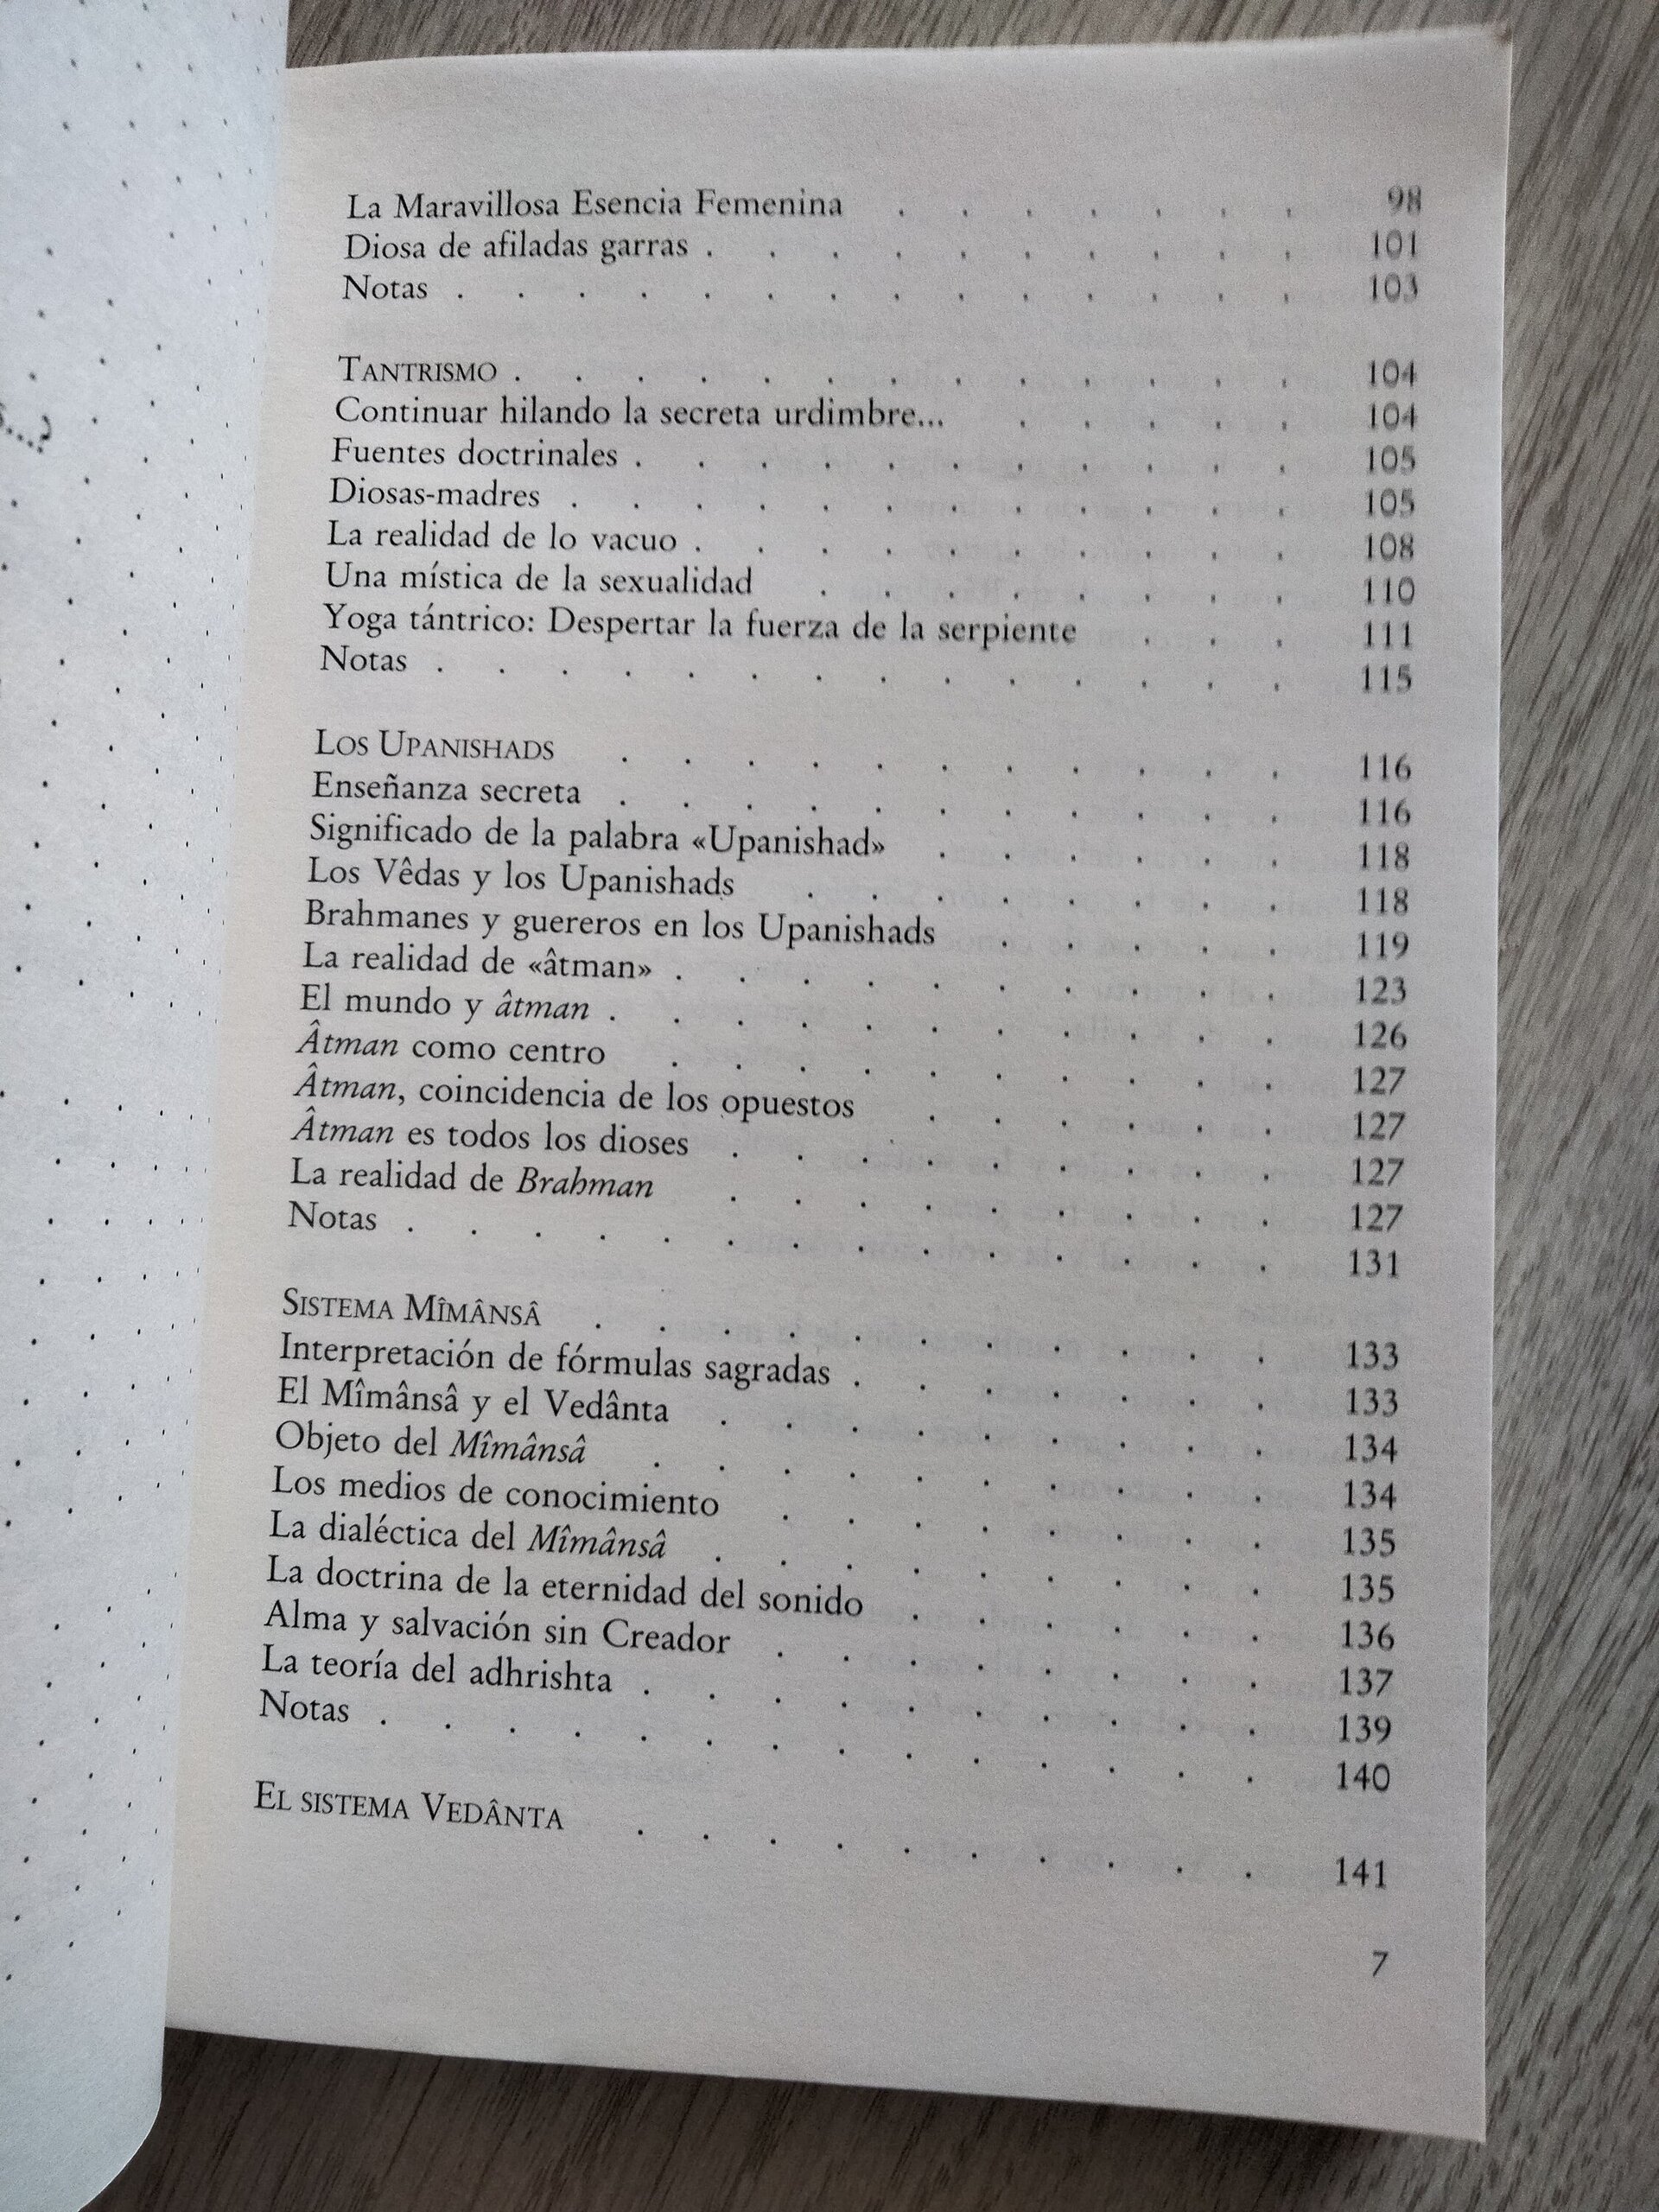 La Maravillosa Esencia Femenina . . . . . . . 98
Diosa de afiladas garras . . . . . . . . . . 101
Notas . . . . . . . . . . . . . . 103
TANTRISMO . . . . . . . . . . . . . 104
Continuar hilando la secreta urdimbre... . . . . . 104
Fuentes doctrinales . . . . . . . . . . . 105
Diosas-madres . . . . . . . . . . . . 105
La realidad de lo vacuo . . . . . . . . . . 108
Una mística de la sexualidad . . . . . . . . 110
Yoga tántrico: Despertar la fuerza de la serpiente . . . 111
Notas . . . . . . . . . . . . . . 115
LOS UPANISHADS . . . . . . . . . . . 116
Enseñanza secreta . . . . . . . . . . . 116
Significado de la palabra «Upanishad» . . . . . . 118
Los Vêdas y los Upanishads . . . . . . . . 118
Brahmanes y guereros en los Upanishads . . . . . 119
La realidad de «âtman» . . . . . . . . . . 123
El mundo y âtman . . . . . . . . . . . 126
Âtman como centro . . . . . . . . . . 127
Âtman, coincidencia de los opuestos . . . . . . 127
Âtman es todos los dioses . . . . . . . . . 127
La realidad de Brahman . . . . . . . . . 127
Notas . . . . . . . . . . . . . . 131
SISTEMA MÎMÂNSÂ . . . . . . . . . . . 133
Interpretación de fórmulas sagradas . . . . . . . 133
El Mîmânsâ y el Vedânta . . . . . . . . . 134
Objeto del Mîmânsâ . . . . . . . . . . 134
Los medios de conocimiento . . . . . . . . 135
La dialéctica del Mîmânsâ . . . . . . . . . 135
La doctrina de la eternidad del sonido . . . . . . 136
Alma y salvación sin Creador . . . . . . . . 137
La teoría del adhrishta . . . . . . . . . . 139
Notas . . . . . . . . . . . . . . 140
EL SISTEMA VEDÂNTA . . . . . . . . . . 141
7